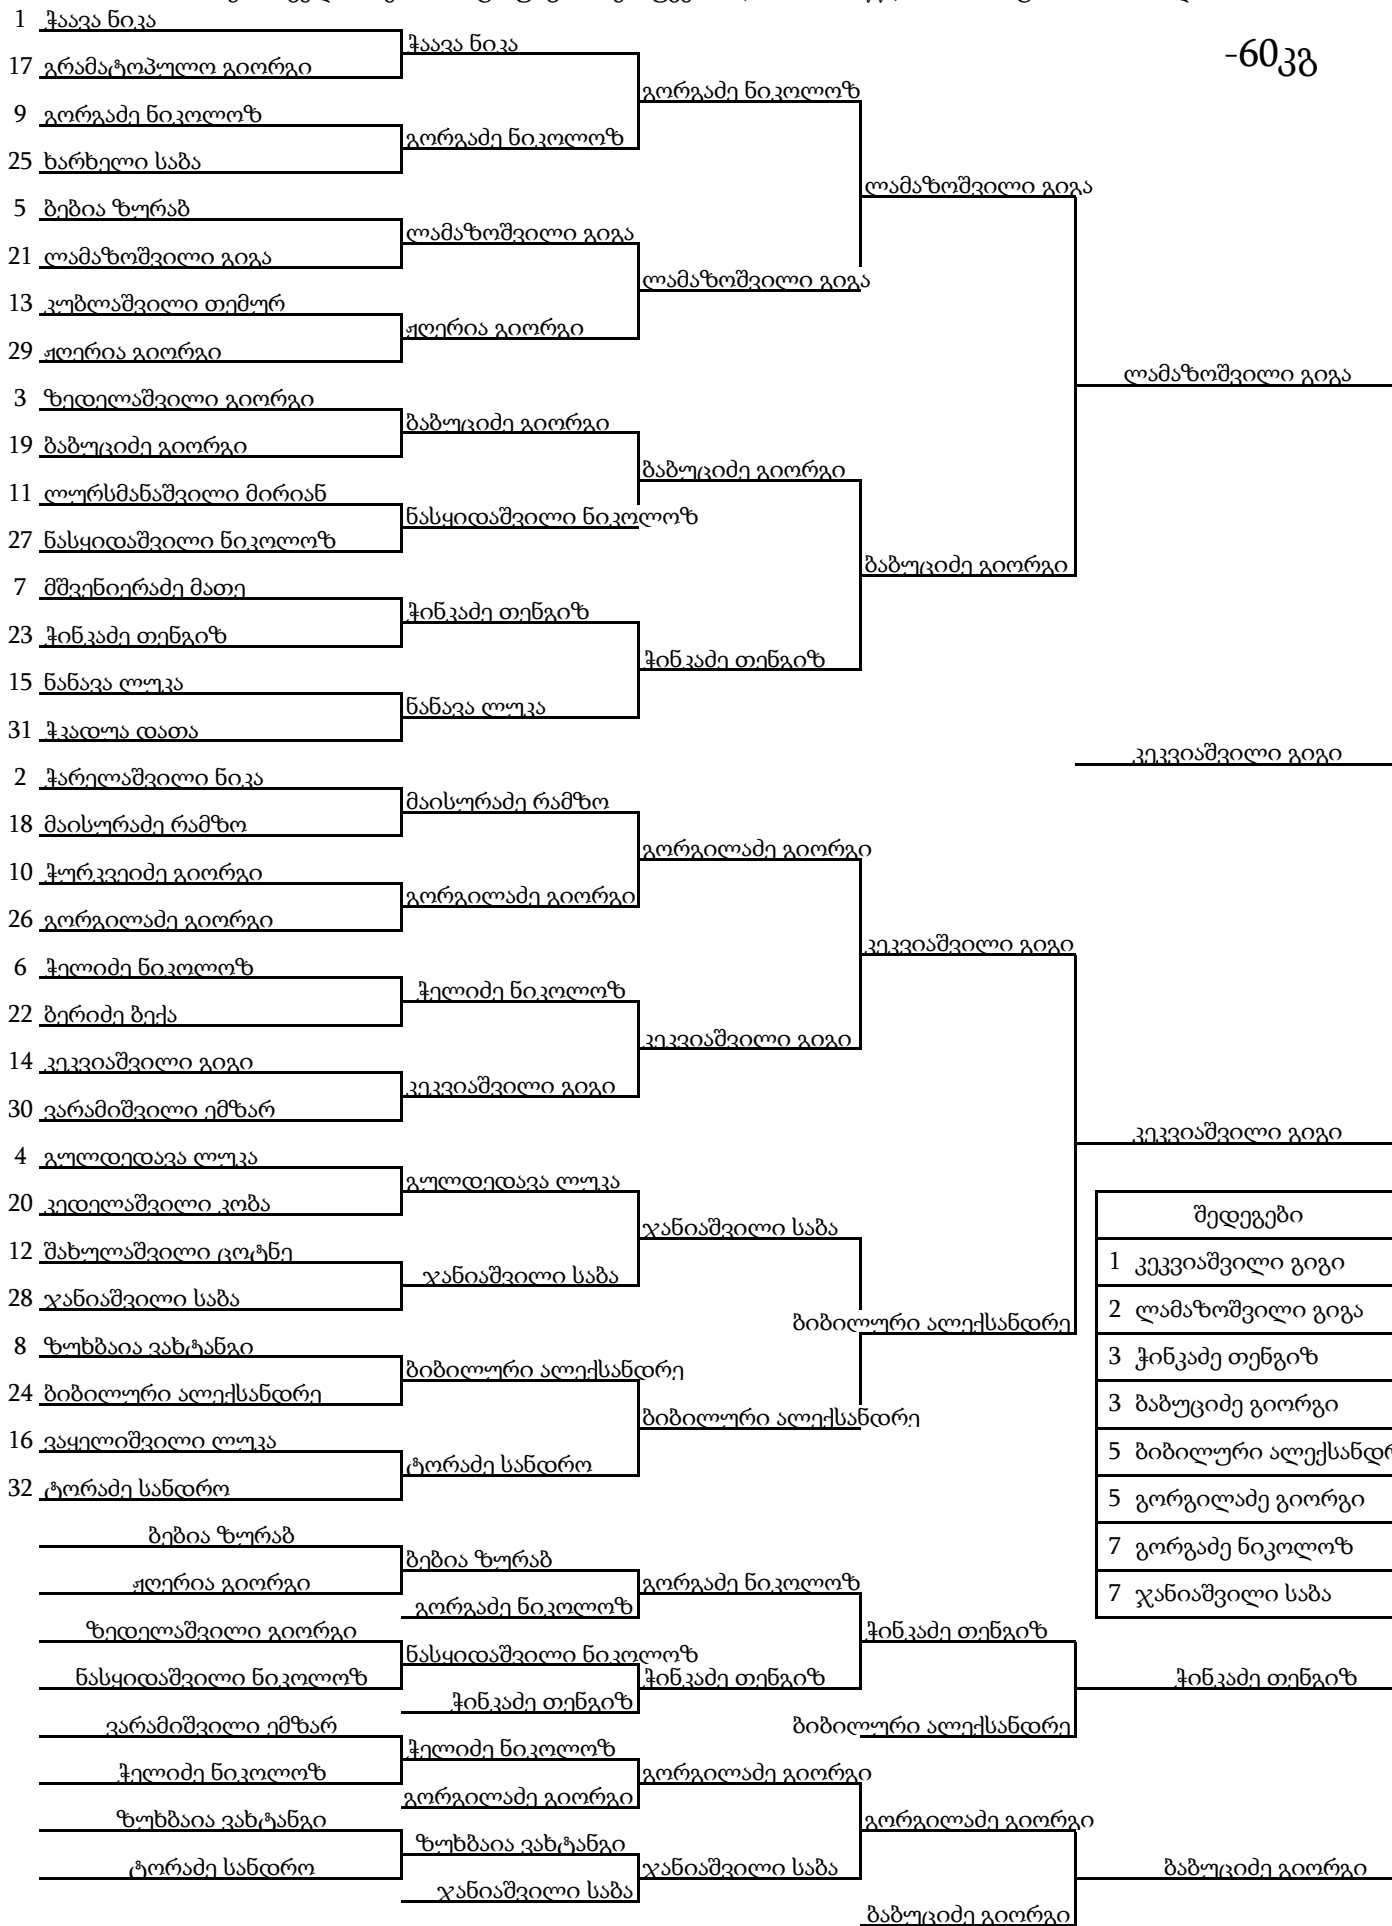 -60კგ
1 ჭაავა ნიკა
17 გრამატოპულო გიორგი
9 გორგაძე ნიკოლოზ
25 ხარხელი საბა
5 ბებია ზურაბ
21 ლამაზოშვილი გიგა
13 კუბლაშვილი თემურ
29 ჟღერია გიორგი
3 ზედელაშვილი გიორგი
19 ბაბუციძე გიორგი
11 ლურსმანაშვილი მირიან
27 ნასყიდაშვილი ნიკოლოზ
7 მშვენიერაძე მათე
23 ჭინკაძე თენგიზ
15 ნანავა ლუკა
31 ჭკადუა დათა
2 ჭარელაშვილი ნიკა
18 მაისურაძე რამზო
10 ჭურკვეიძე გიორგი
26 გორგილაძე გიორგი
6 ჭელიძე ნიკოლოზ
22 ბერიძე ბექა
14 კეკვიაშვილი გიგი
30 ვარამიშვილი ემზარ
4 გულდედავა ლუკა
20 კედელაშვილი კობა
12 შახულაშვილი ცოტნე
28 ჯანიაშვილი საბა
8 ზუხბაია ვახტანგი
24 ბიბილური ალექსანდრე
16 ვაყელიშვილი ლუკა
32 ტორაძე სანდრო
ჭაავა ნიკა
გორგაძე ნიკოლოზ
ლამაზოშვილი გიგა
ჟღერია გიორგი
ბაბუციძე გიორგი
ნასყიდაშვილი ნიკოლოზ
ჭინკაძე თენგიზ
ნანავა ლუკა
მაისურაძე რამზო
გორგილაძე გიორგი
ჭელიძე ნიკოლოზ
კეკვიაშვილი გიგი
გულდედავა ლუკა
ჯანიაშვილი საბა
ბიბილური ალექსანდრე
ტორაძე სანდრო
გორგაძე ნიკოლოზ
ლამაზოშვილი გიგა
ბაბუციძე გიორგი
ჭინკაძე თენგიზ
გორგილაძე გიორგი
კეკვიაშვილი გიგი
ჯანიაშვილი საბა
ბიბილური ალექსანდრე
ლამაზოშვილი გიგა
ბაბუციძე გიორგი
კეკვიაშვილი გიგი
ბიბილური ალექსანდრე
ლამაზოშვილი გიგა
კეკვიაშვილი გიგი
კეკვიაშვილი გიგი
შედეგები
1 კეკვიაშვილი გიგი
2 ლამაზოშვილი გიგა
3 ჭინკაძე თენგიზ
3 ბაბუციძე გიორგი
5 ბიბილური ალექსანდრ
5 გორგილაძე გიორგი
7 გორგაძე ნიკოლოზ
7 ჯანიაშვილი საბა
ბებია ზურაბ
ჟღერია გიორგი
ზედელაშვილი გიორგი
ნასყიდაშვილი ნიკოლოზ
ვარამიშვილი ემზარ
ჭელიძე ნიკოლოზ
ზუხბაია ვახტანგი
ტორაძე სანდრო
ბებია ზურაბ
გორგაძე ნიკოლოზ
ნასყიდაშვილი ნიკოლოზ
ჭინკაძე თენგიზ
ჭელიძე ნიკოლოზ
გორგილაძე გიორგი
ზუხბაია ვახტანგი
ჯანიაშვილი საბა
გორგაძე ნიკოლოზ
ჭინკაძე თენგიზ
გორგილაძე გიორგი
ჯანიაშვილი საბა
ჭინკაძე თენგიზ
ბიბილური ალექსანდრე
გორგილაძე გიორგი
ბაბუციძე გიორგი
ჭინკაძე თენგიზ
ბაბუციძე გიორგი